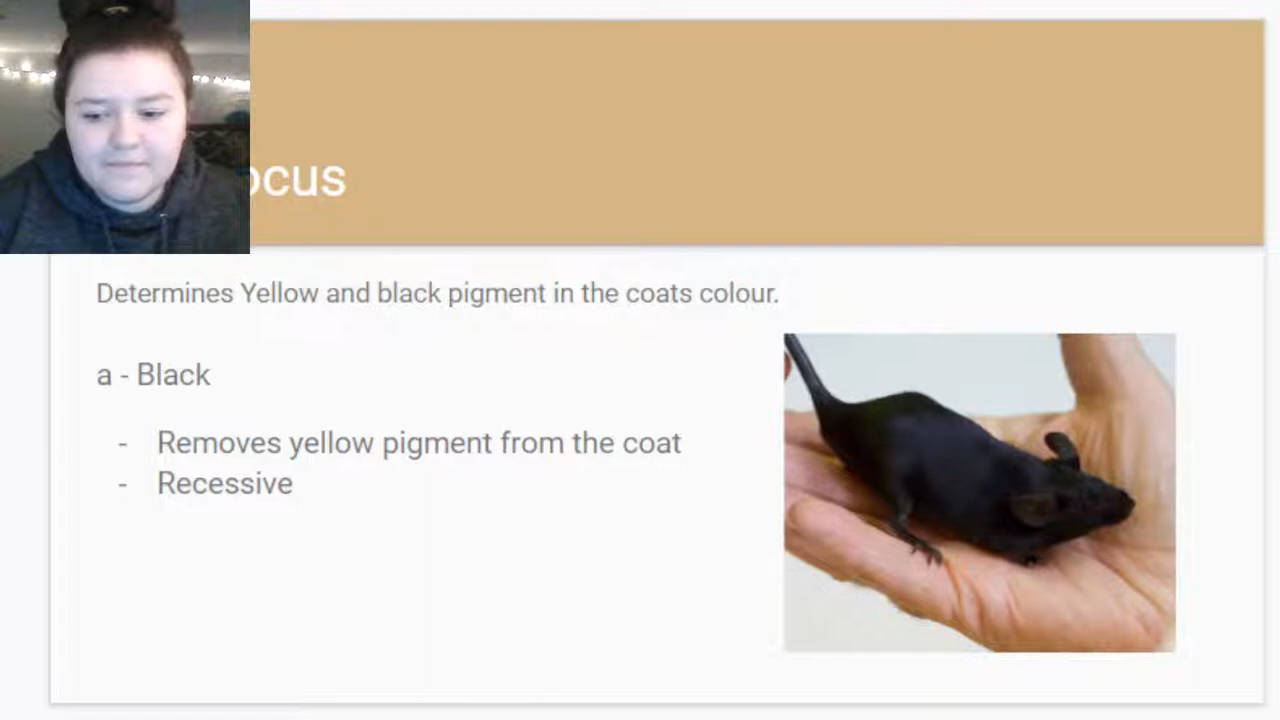 ocus
Determines Yellow and black pigment in the coats colour.
a - Black
- Removes yellow pigment from the coat
- Recessive